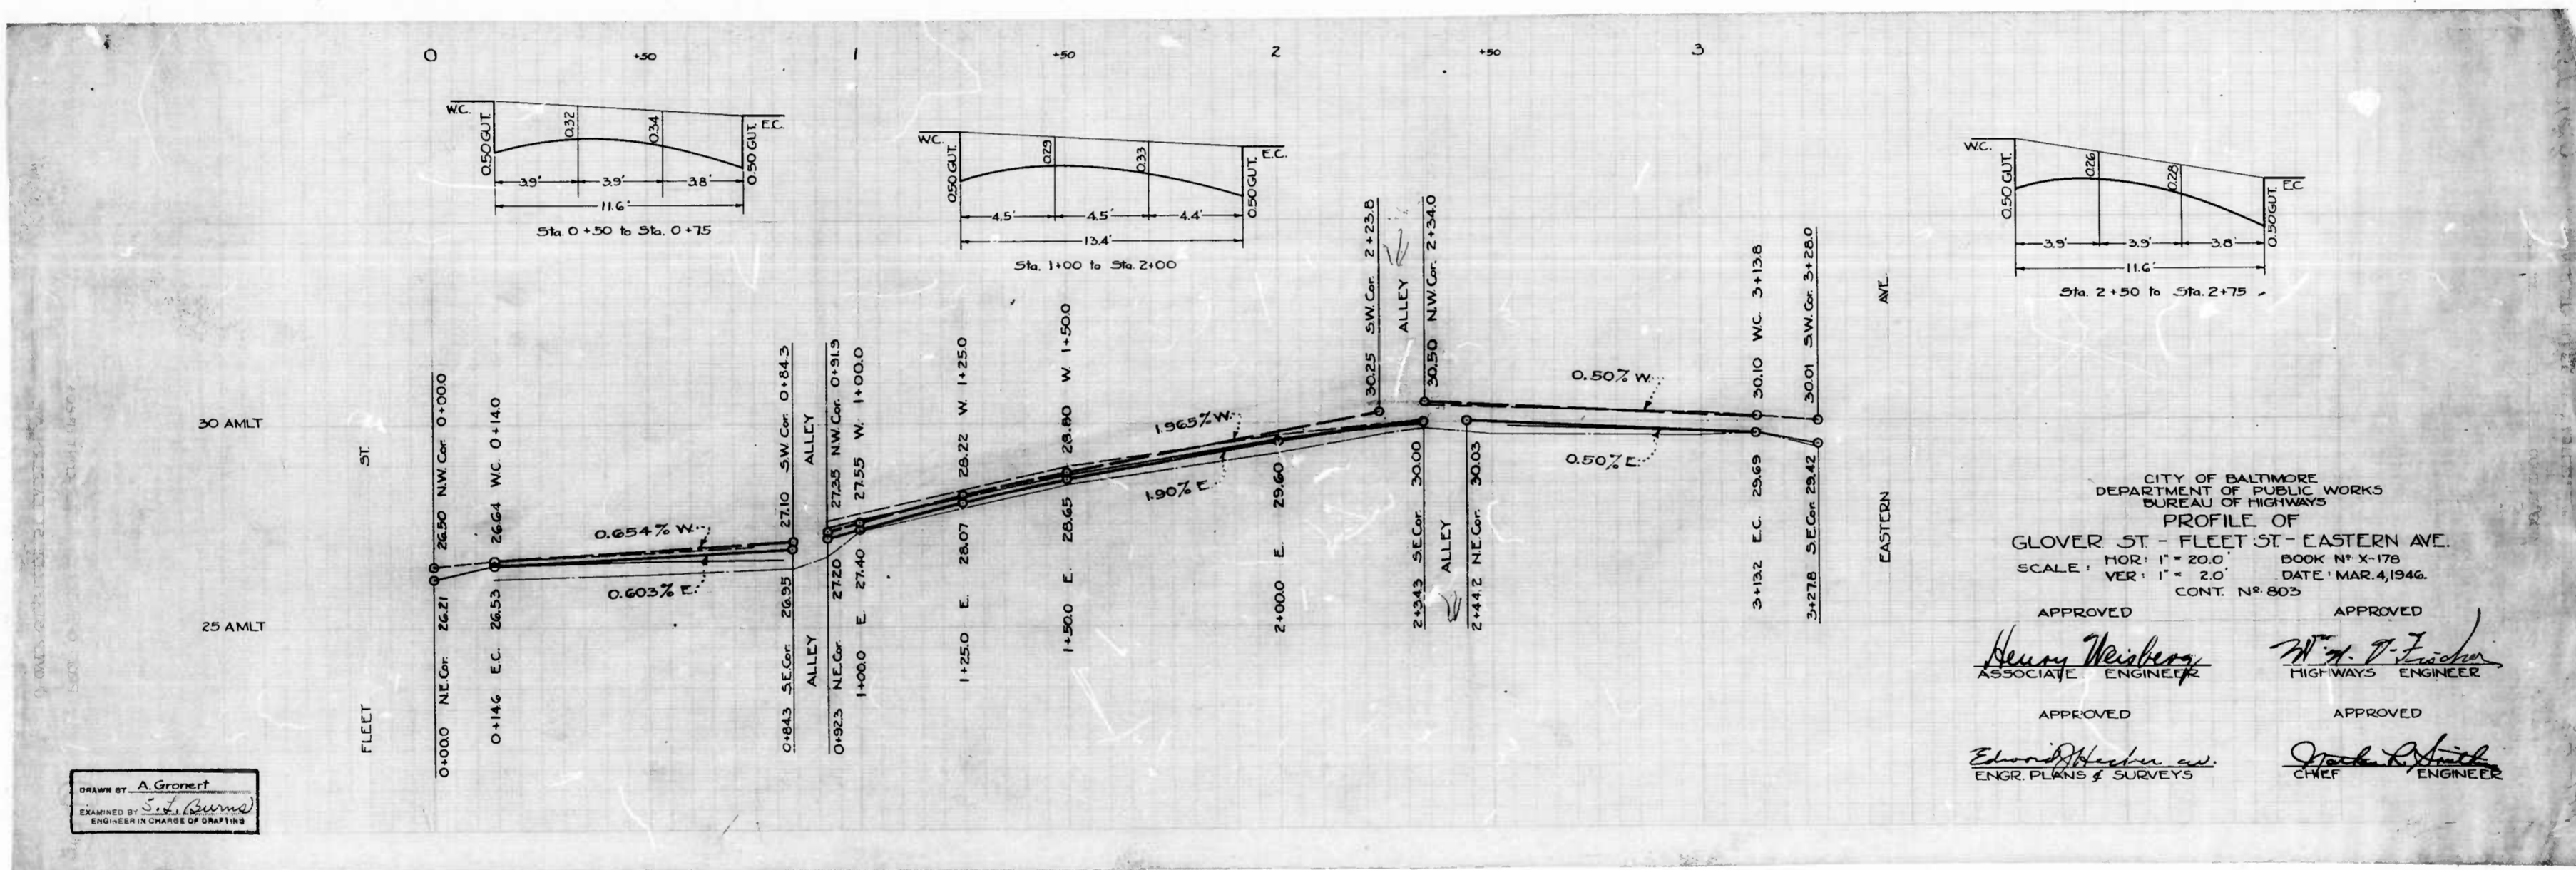 0 +50 1 +50 2 +50 3
W.C. 0.50 GUT. 0.32 0.34 0.50 GUT. E.C.
3.9' 3.9' 3.8'
11.6'
Sta. 0+50 to Sta. 0+75
W.C. 0.50 GUT. 0.29 0.33 0.50 GUT. E.C.
4.5' 4.5' 4.4'
13.4'
Sta. 1+00 to Sta. 2+00
W.C. 0.50 GUT. 0.26 0.28 0.50 GUT. E.C.
3.9' 3.9' 3.8'
11.6'
Sta. 2+50 to Sta. 2+75
30 AMLT
25 AMLT
FLEET ST.
26.50 N.W. Cor. 0+00.0
26.64 W.C. 0+14.0
27.10 S.W. Cor. 0+84.3
ALLEY
27.35 N.W. Cor. 0+91.9
27.55 W. 1+00.0
28.22 W. 1+25.0
28.80 W. 1+50.0
30.25 S.W. Cor. 2+23.8
ALLEY
30.50 N.W. Cor. 2+34.0
30.10 W.C. 3+13.8
30.01 S.W. Cor. 3+28.0
0.654% W.
0.603% E.
1.965% W.
1.90% E.
0.50% W.
0.50% E.
0+00.0 N.E. Cor. 26.21
0+14.6 E.C. 26.53
0+84.3 S.E. Cor. 26.95
ALLEY
0+92.3 N.E. Cor. 27.20
1+00.0 E. 27.40
1+25.0 E. 28.07
1+50.0 E. 28.65
2+00.0 E. 29.60
2+34.3 S.E. Cor. 30.00
ALLEY
2+44.2 N.E. Cor. 30.03
3+13.2 E.C. 29.69
3+27.8 S.E. Cor. 29.42
EASTERN AVE.
CITY OF BALTIMORE
DEPARTMENT OF PUBLIC WORKS
BUREAU OF HIGHWAYS
PROFILE OF
GLOVER ST. - FLEET ST. - EASTERN AVE.
SCALE: HOR: 1" = 20.0' BOOK Nº X-178
VER: 1" = 2.0' DATE: MAR. 4, 1946.
CONT. Nº 803
APPROVED APPROVED
Henry Weisberg
ASSOCIATE ENGINEER HIGHWAYS ENGINEER
APPROVED APPROVED
ENGR. PLANS & SURVEYS CHIEF ENGINEER
DRAWN BY A. Gronert
EXAMINED BY S. L. Burns
ENGINEER IN CHARGE OF DRAFTING